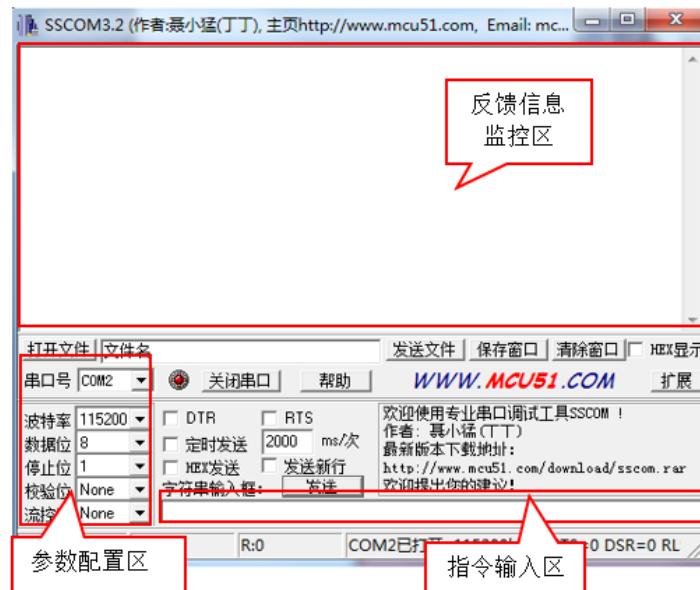 SSCOM3.2 (作者:聂小猛(丁丁), 主页http://www.mcu51.com, Email: mc...
反馈信息
监控区
打开文件 文件名 发送文件 保存窗口 清除窗口 HEX显示
串口号 COM2 关闭串口 帮助 WWW.MCU51.COM 扩展
波特率 115200
数据位 8
停止位 1
校验位 None
流控 None
DTR RTS
定时发送 2000 ms/次
HEX发送 发送新行
字符串输入框: 发送
欢迎使用专业串口调试工具SSCOM !
作者: 聂小猛(丁丁)
最新版本下载地址:
http://www.mcu51.com/download/sscom.rar
欢迎提出你的建议!
R:0 COM2已打开 115200 =0 DSR=0 RL
参数配置区
指令输入区